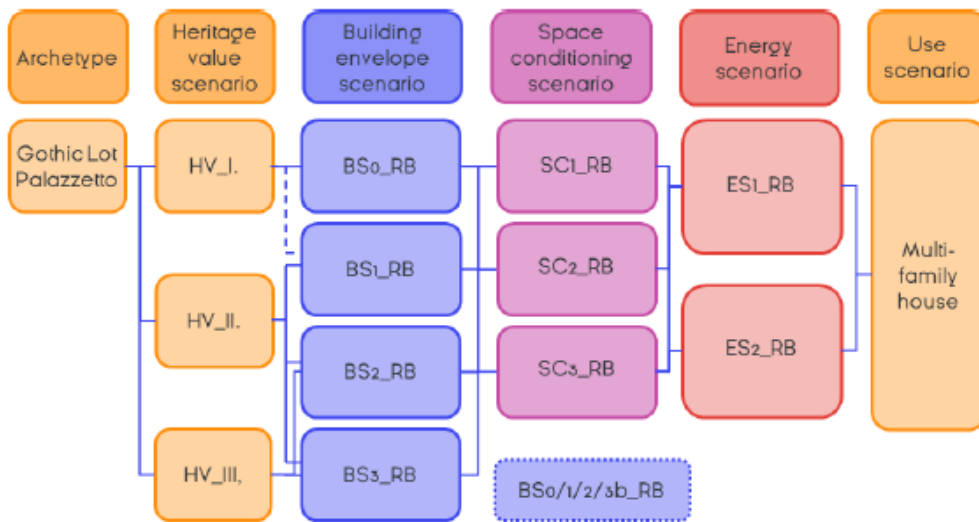 Archetype
Heritage
value
scenario
Building
envelope
scenario
Space
conditioning
scenario
Energy
scenario
Use
scenario
Gothic Lot
Palazzetto
HV_I.
HV_II.
HV_III,
BS0_RB
BS1_RB
BS2_RB
BS3_RB
SC1_RB
SC2_RB
SC3_RB
BS0/1/2/3b_RB
ES1_RB
ES2_RB
Multi-
family
house